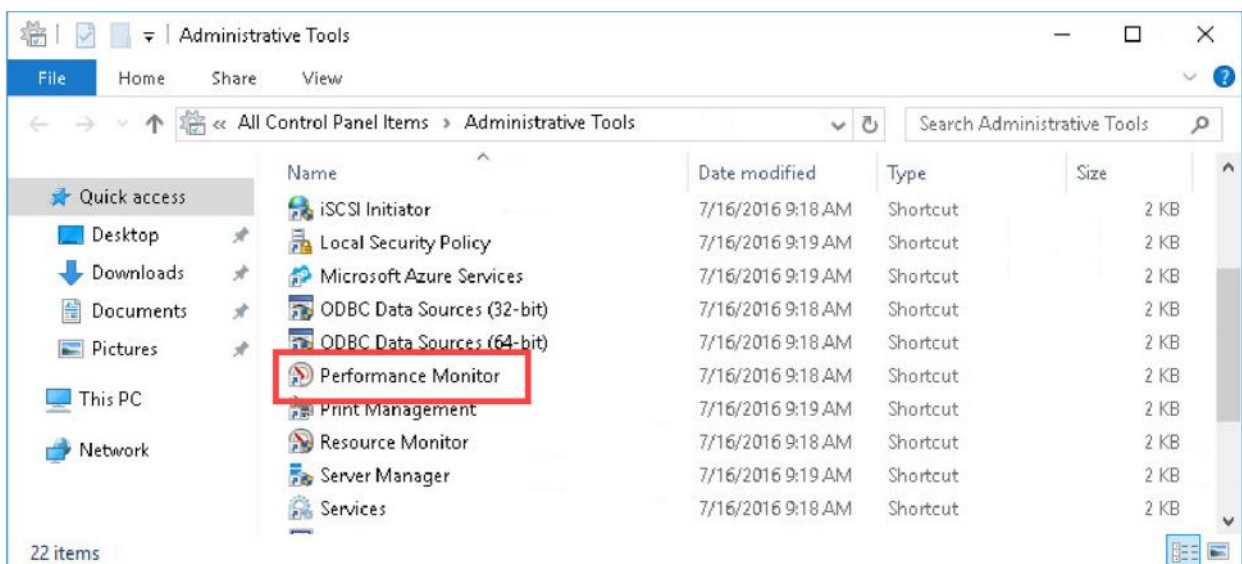 Administrative Tools
File Home Share View
« All Control Panel Items › Administrative Tools Search Administrative Tools
Name Date modified Type Size
Quick access
Desktop
Downloads
Documents
Pictures
This PC
Network
iSCSI Initiator 7/16/2016 9:18 AM Shortcut 2 KB
Local Security Policy 7/16/2016 9:19 AM Shortcut 2 KB
Microsoft Azure Services 7/16/2016 9:19 AM Shortcut 2 KB
ODBC Data Sources (32-bit) 7/16/2016 9:18 AM Shortcut 2 KB
ODBC Data Sources (64-bit) 7/16/2016 9:18 AM Shortcut 2 KB
Performance Monitor 7/16/2016 9:18 AM Shortcut 2 KB
Print Management 7/16/2016 9:19 AM Shortcut 2 KB
Resource Monitor 7/16/2016 9:18 AM Shortcut 2 KB
Server Manager 7/16/2016 9:19 AM Shortcut 2 KB
Services 7/16/2016 9:18 AM Shortcut 2 KB
22 items